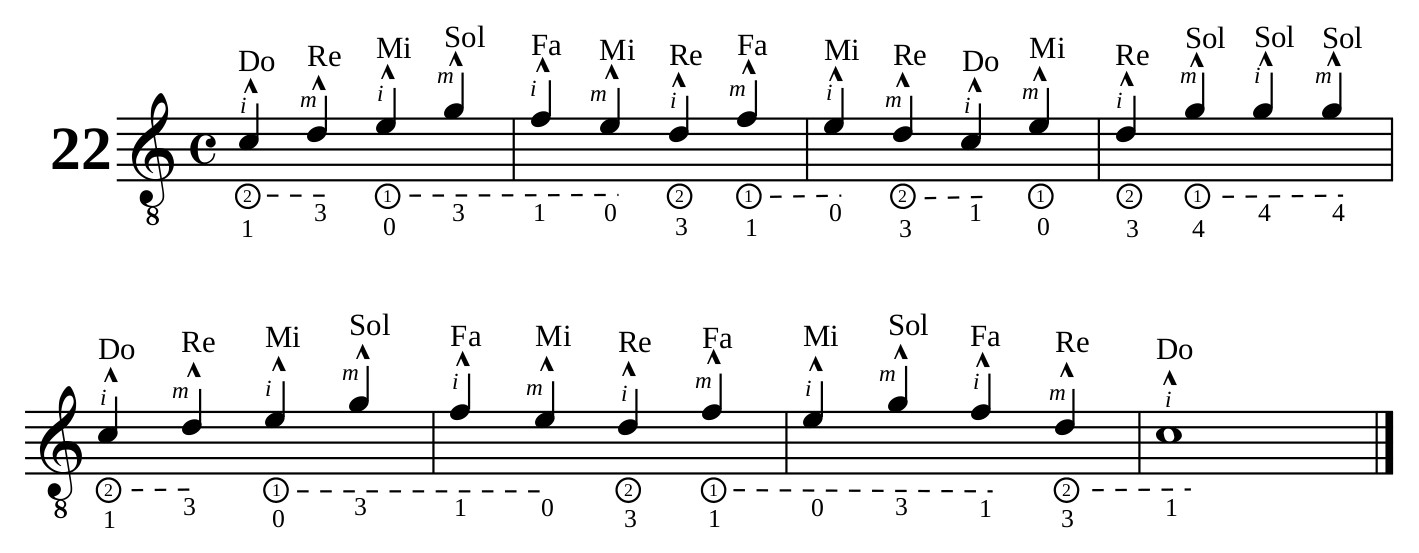 Do Re Mi Sol Fa Mi Re Fa Mi Re Do Mi Re Sol Sol Sol
i m i m i m i m i m i m i m i m
22
8
2 1 2 1 2 1 2 1
1 3 0 3 1 0 3 1 0 3 1 0 3 4 4 4
Do Re Mi Sol Fa Mi Re Fa Mi Sol Fa Re Do
i m i m i m i m i m i m i
8
2 1 2 1 2
1 3 0 3 1 0 3 1 0 3 1 3 1